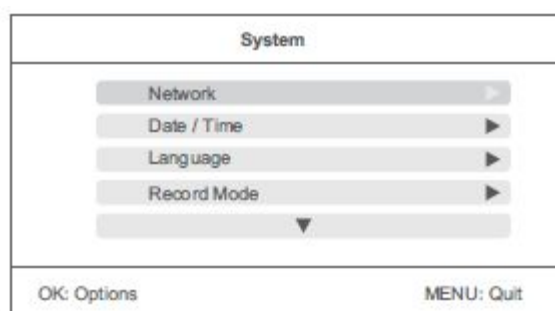 System
Network
Date / Time
Language
Record Mode
OK: Options MENU: Quit